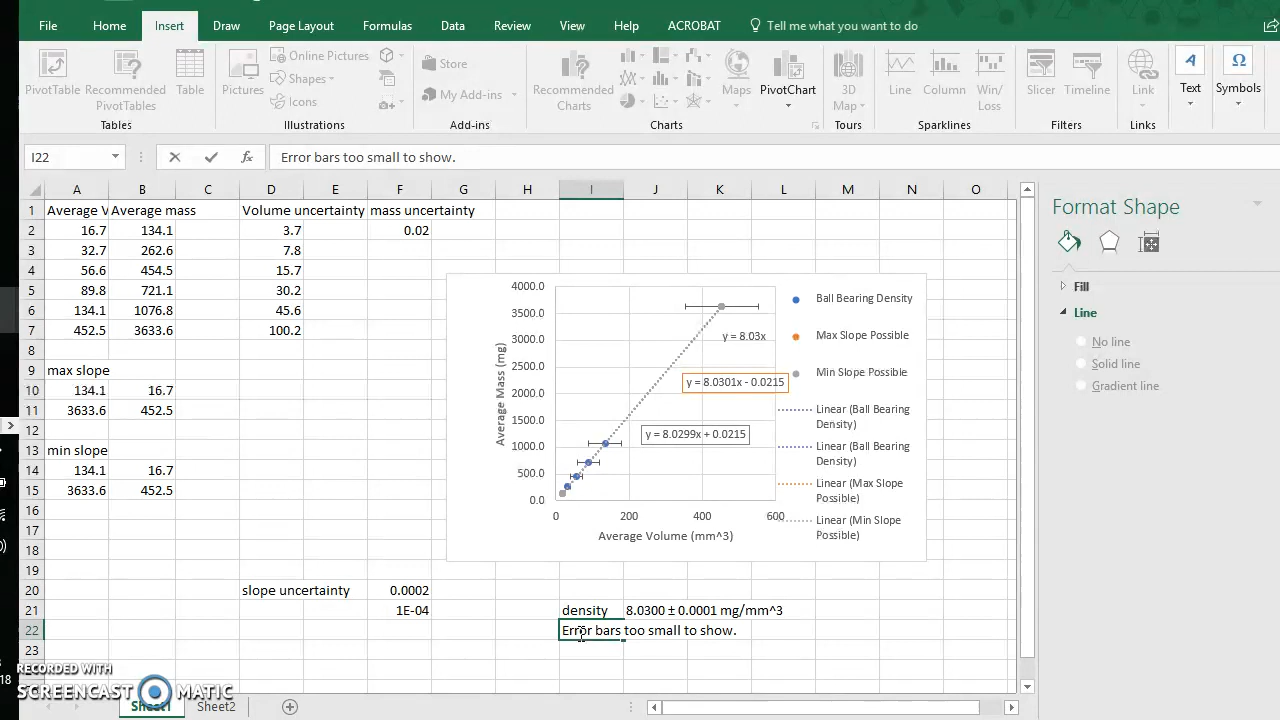 File Home Insert Draw Page Layout Formulas Data Review View Help ACROBAT Tell me what you want to do
PivotTable Recommended PivotTables Table Pictures Online Pictures Shapes Icons Store My Add-ins Recommended Charts Maps PivotChart 3D Map Line Column Win/Loss Slicer Timeline Link Text Symbols
Tables Illustrations Add-ins Charts Tours Sparklines Filters Links
I22 fx Error bars too small to show.
A B C D E F G H I J K L M N O
1 Average V Average mass Volume uncertainty mass uncertainty
2 16.7 134.1 3.7 0.02
3 32.7 262.6 7.8
4 56.6 454.5 15.7
5 89.8 721.1 30.2
6 134.1 1076.8 45.6
7 452.5 3633.6 100.2
8
9 max slope
10 134.1 16.7
11 3633.6 452.5
12
13 min slope
14 134.1 16.7
15 3633.6 452.5
16
17
18
19
20 slope uncertainty 0.0002
21 1E-04 density 8.0300 ± 0.0001 mg/mm^3
22 Error bars too small to show.
23
4000.0
3500.0
3000.0
2500.0
2000.0
1500.0
1000.0
500.0
0.0
0 200 400 600
Average Mass (mg)
Average Volume (mm^3)
y = 8.03x
y = 8.0301x - 0.0215
y = 8.0299x + 0.0215
Ball Bearing Density
Max Slope Possible
Min Slope Possible
Linear (Ball Bearing
Density)
Linear (Ball Bearing
Density)
Linear (Max Slope
Possible)
Linear (Min Slope
Possible)
Format Shape
Fill
Line
No line
Solid line
Gradient line
18
RECORDED WITH
SCREENCAST MATIC
Sheet1 Sheet2